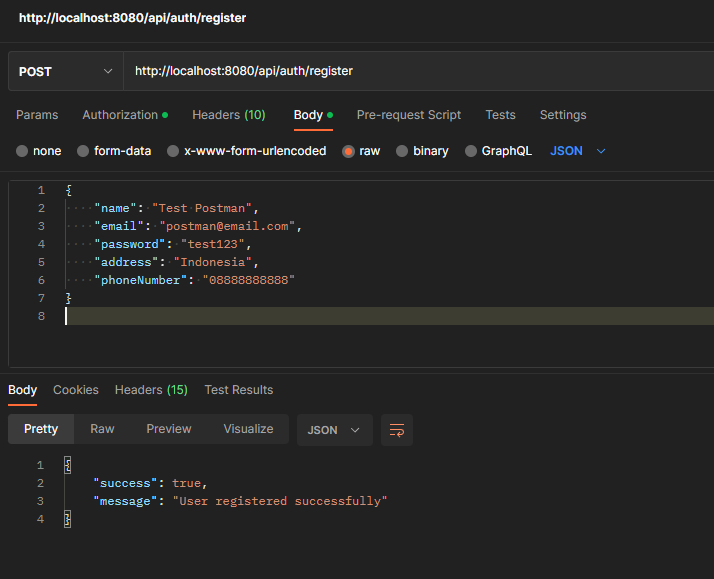 http://localhost:8080/api/auth/register
POST http://localhost:8080/api/auth/register
Params Authorization Headers (10) Body Pre-request Script Tests Settings
none form-data x-www-form-urlencoded raw binary GraphQL JSON
1 {
2 "name": "Test Postman",
3 "email": "postman@email.com",
4 "password": "test123",
5 "address": "Indonesia",
6 "phoneNumber": "08888888888"
7 }
8
Body Cookies Headers (15) Test Results
Pretty Raw Preview Visualize JSON
1 {
2 "success": true,
3 "message": "User registered successfully"
4 }